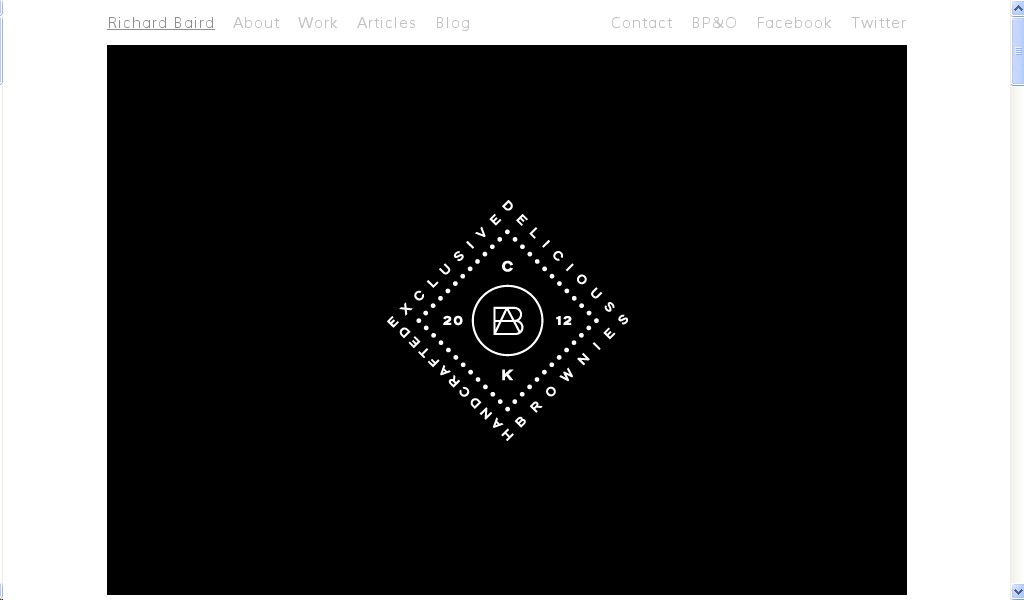 Richard Baird About Work Articles Blog Contact BP&O Facebook Twitter
EXCLUSIVE
DELICIOUS
C
20
AB
12
K
HANDCRAFTED
BROWNIES